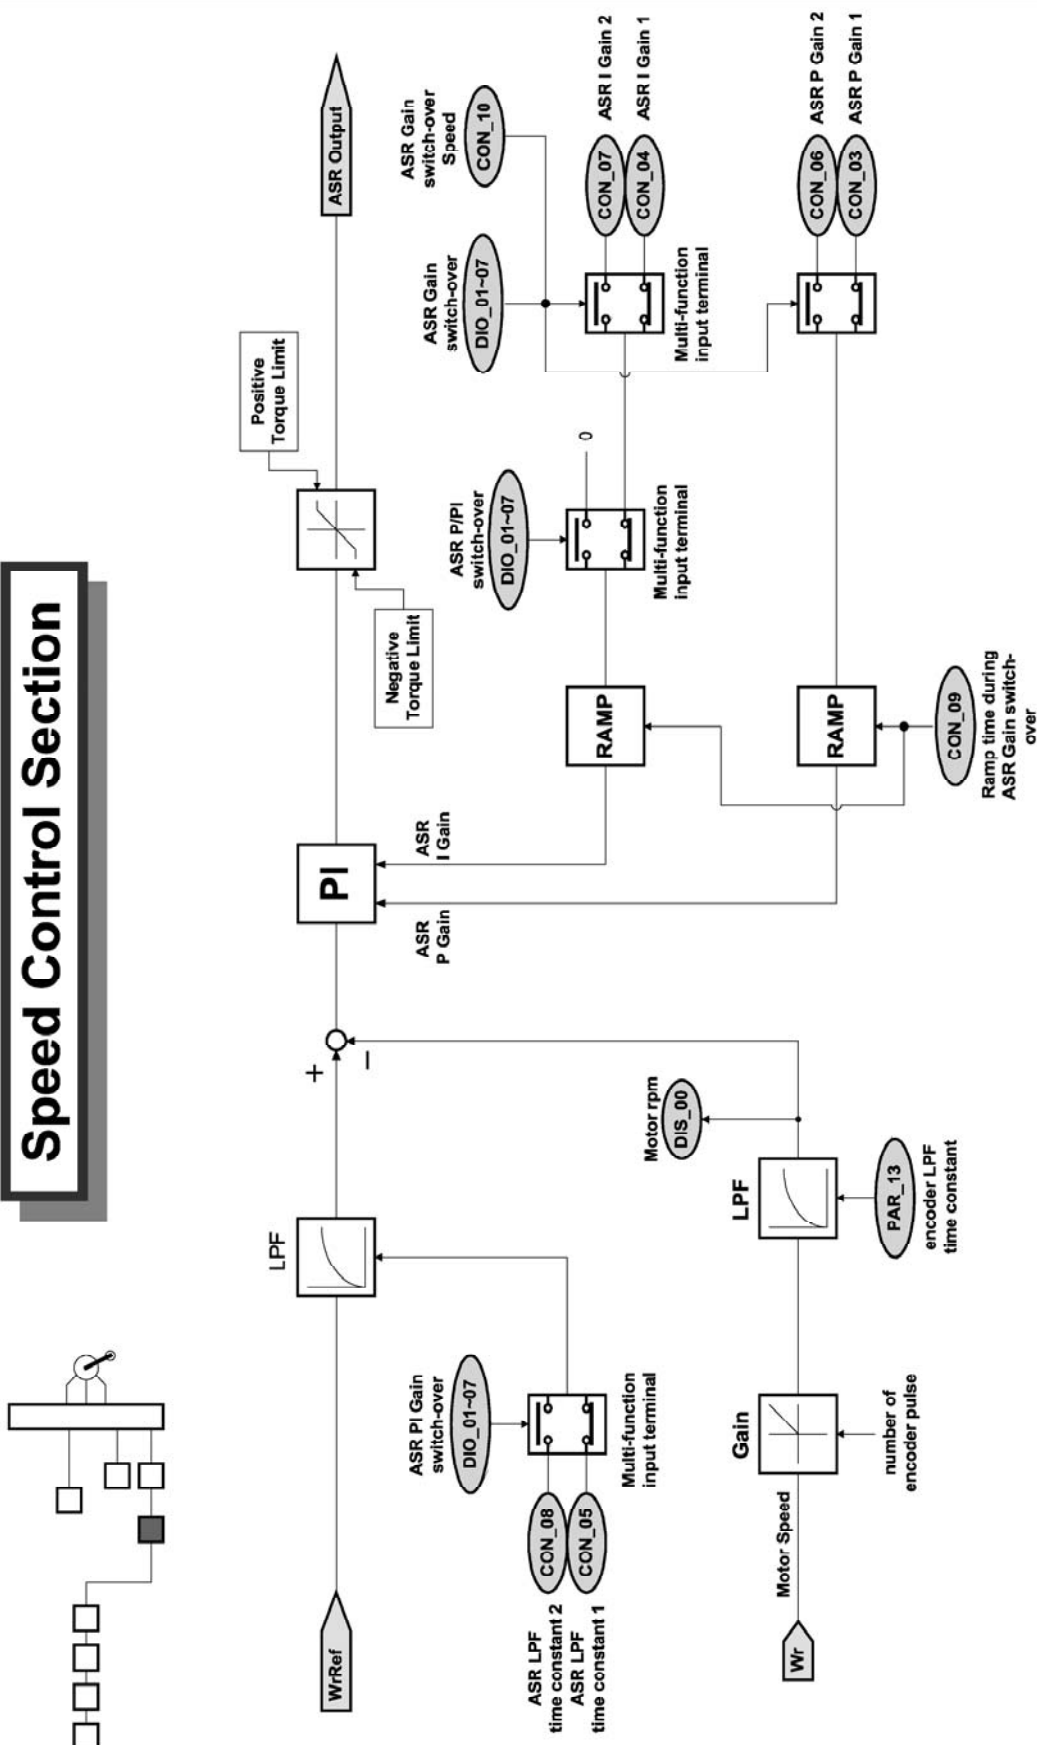 Speed Control Section
WrRef
LPF
ASR PI Gain
switch-over
DIO_01~07
CON_08
CON_05
ASR LPF
time constant 2
ASR LPF
time constant 1
Multi-function
input terminal
+
−
PI
ASR
P Gain
ASR
I Gain
Negative
Torque Limit
Positive
Torque Limit
ASR Output
Wr
Motor Speed
Gain
number of
encoder pulse
LPF
PAR_13
encoder LPF
time constant
Motor rpm
DIS_00
RAMP
RAMP
CON_09
Ramp time during
ASR Gain switch-
over
ASR P/PI
switch-over
DIO_01~07
0
Multi-function
input terminal
ASR Gain
switch-over
DIO_01~07
ASR Gain
switch-over
Speed
CON_10
Multi-function
input terminal
CON_07
ASR I Gain 2
CON_04
ASR I Gain 1
CON_06
ASR P Gain 2
CON_03
ASR P Gain 1